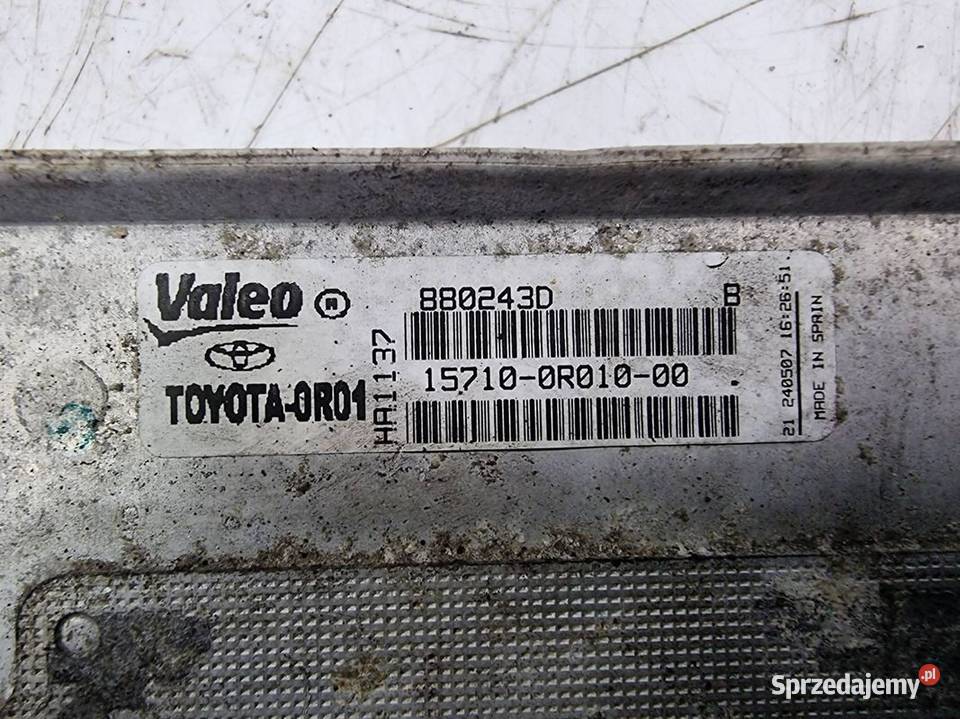 Valeo ®
TOYOTA-0R01
HA1137
880243D B
15710-0R010-00
21 240507 16:26:51
MADE IN SPAIN
Sprzedajemy.pl